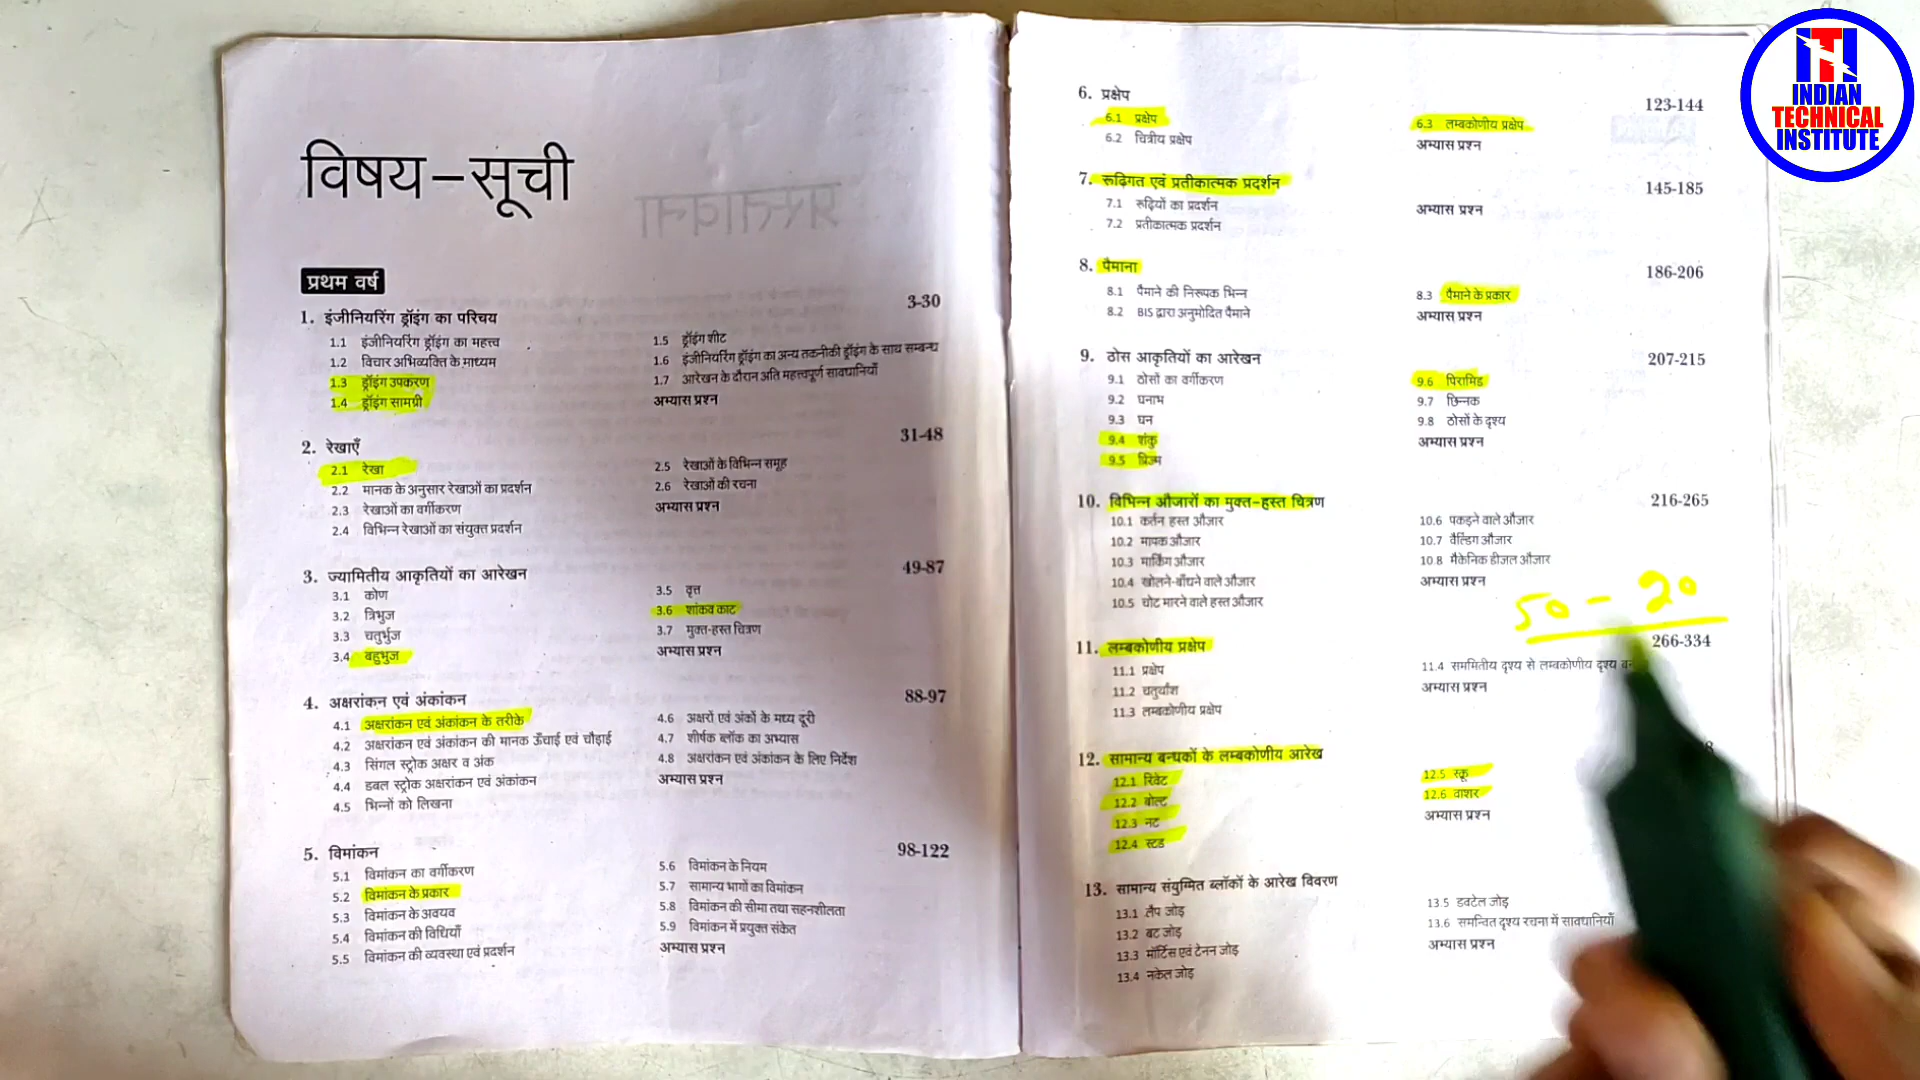 विषय-सूची
प्रथम वर्ष
1. इंजीनियरिंग ड्रॉइंग का परिचय 3-30
1.1 इंजीनियरिंग ड्रॉइंग का महत्त्व
1.2 विचार अभिव्यक्ति के माध्यम
1.3 ड्रॉइंग उपकरण
1.4 ड्रॉइंग सामग्री
1.5 ड्रॉइंग शीट
1.6 इंजीनियरिंग ड्रॉइंग का अन्य तकनीकी ड्रॉइंग के साथ सम्बन्ध
1.7 आरेखन के दौरान अति महत्त्वपूर्ण सावधानियाँ
अभ्यास प्रश्न
2. रेखाएँ 31-48
2.1 रेखा
2.2 मानक के अनुसार रेखाओं का प्रदर्शन
2.3 रेखाओं का वर्गीकरण
2.4 विभिन्न रेखाओं का संयुक्त प्रदर्शन
2.5 रेखाओं के विभिन्न समूह
2.6 रेखाओं की रचना
अभ्यास प्रश्न
3. ज्यामितीय आकृतियों का आरेखन 49-87
3.1 कोण
3.2 त्रिभुज
3.3 चतुर्भुज
3.4 बहुभुज
3.5 वृत्त
3.6 शांकव काट
3.7 मुक्त-हस्त चित्रण
अभ्यास प्रश्न
4. अक्षरांकन एवं अंकांकन 88-97
4.1 अक्षरांकन एवं अंकांकन के तरीके
4.2 अक्षरांकन एवं अंकांकन की मानक ऊँचाई एवं चौड़ाई
4.3 सिंगल स्ट्रोक अक्षर व अंक
4.4 डबल स्ट्रोक अक्षरांकन एवं अंकांकन
4.5 भिन्नों को लिखना
4.6 अक्षरों एवं अंकों के मध्य दूरी
4.7 शीर्षक ब्लॉक का अभ्यास
4.8 अक्षरांकन एवं अंकांकन के लिए निर्देश
अभ्यास प्रश्न
5. विमांकन 98-122
5.1 विमांकन का वर्गीकरण
5.2 विमांकन के प्रकार
5.3 विमांकन के अवयव
5.4 विमांकन की विधियाँ
5.5 विमांकन की व्यवस्था एवं प्रदर्शन
5.6 विमांकन के नियम
5.7 सामान्य भागों का विमांकन
5.8 विमांकन की सीमा तथा सहनशीलता
5.9 विमांकन में प्रयुक्त संकेत
अभ्यास प्रश्न
6. प्रक्षेप 123-144
6.1 प्रक्षेप
6.2 चित्रीय प्रक्षेप
6.3 लम्बकोणीय प्रक्षेप
अभ्यास प्रश्न
7. रूढ़िगत एवं प्रतीकात्मक प्रदर्शन 145-185
7.1 रूढ़ियों का प्रदर्शन
7.2 प्रतीकात्मक प्रदर्शन
अभ्यास प्रश्न
8. पैमाना 186-206
8.1 पैमाने की निरूपक भिन्न
8.2 BIS द्वारा अनुमोदित पैमाने
8.3 पैमाने के प्रकार
अभ्यास प्रश्न
9. ठोस आकृतियों का आरेखन 207-215
9.1 ठोसों का वर्गीकरण
9.2 घनाभ
9.3 घन
9.4 शंकु
9.5 प्रिज्म
9.6 पिरामिड
9.7 छिन्नक
9.8 ठोसों के दृश्य
अभ्यास प्रश्न
10. विभिन्न औजारों का मुक्त-हस्त चित्रण 216-265
10.1 कर्तन हस्त औजार
10.2 मापक औजार
10.3 मार्किंग औजार
10.4 खोलने-बाँधने वाले औजार
10.5 चोट मारने वाले हस्त औजार
10.6 पकड़ने वाले औजार
10.7 वैल्डिंग औजार
10.8 मैकेनिक डीजल औजार
अभ्यास प्रश्न
50 - 20
11. लम्बकोणीय प्रक्षेप 266-334
11.1 प्रक्षेप
11.2 चतुर्थांश
11.3 लम्बकोणीय प्रक्षेप
11.4 सममितीय दृश्य से लम्बकोणीय दृश्य
अभ्यास प्रश्न
12. सामान्य बन्धकों के लम्बकोणीय आरेख
12.1 रिवेट
12.2 बोल्ट
12.3 नट
12.4 स्टड
12.5 स्क्रू
12.6 वाशर
अभ्यास प्रश्न
13. सामान्य संयुग्मित ब्लॉकों के आरेख विवरण
13.1 लैप जोड़
13.2 बट जोड़
13.3 मॉर्टिस एवं टेनन जोड़
13.4 नकेल जोड़
13.5 डवटेल जोड़
13.6 समन्वित दृश्य रचना में सावधानियाँ
अभ्यास प्रश्न
ITI
INDIAN
TECHNICAL
INSTITUTE